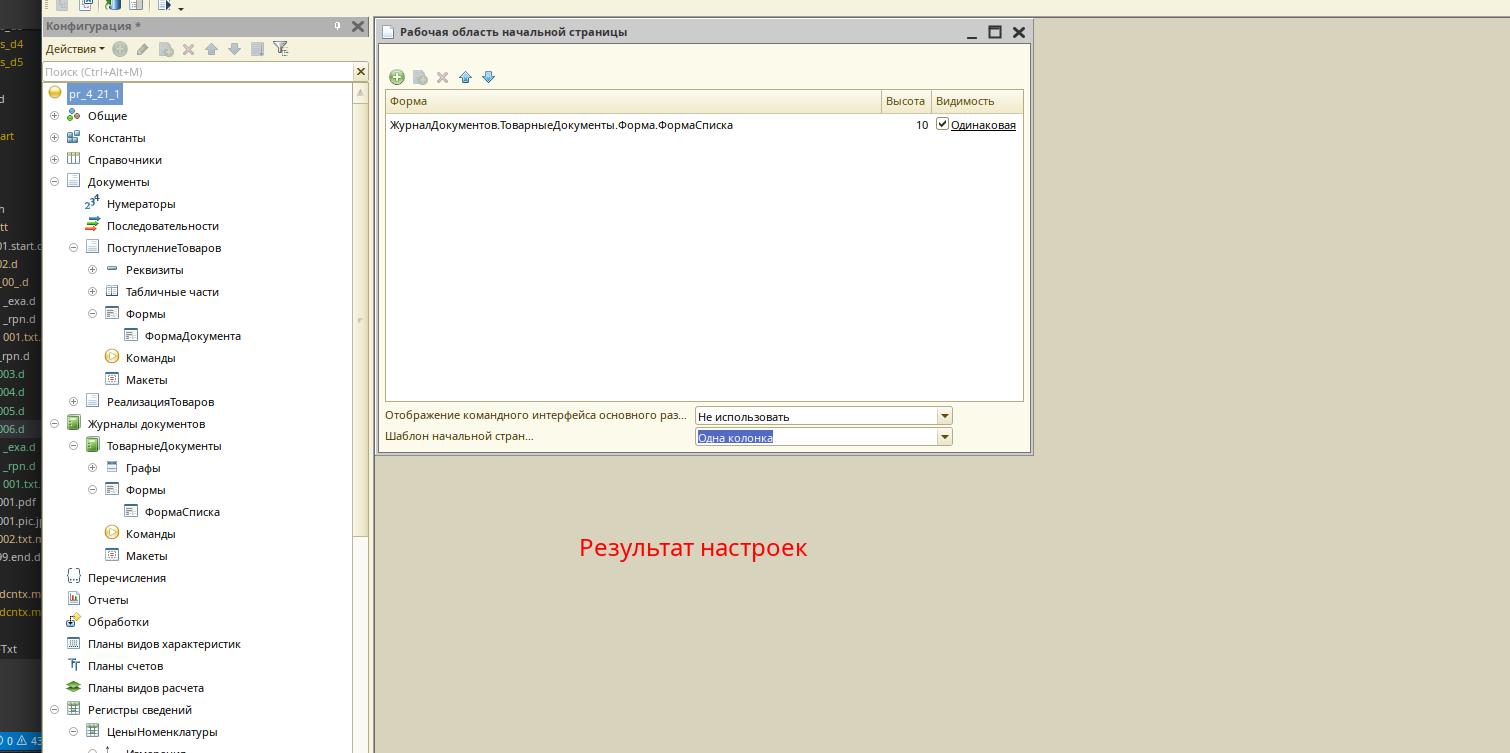 s_d4
s_d5
d
art
h
tt
01.start.d
02.d
_00_.d
_exa.d
_rpn.d
001.txt.
_rpn.d
003.d
004.d
005.d
006.d
_exa.d
_rpn.d
001.txt.
001.pdf
001.pic.j
002.txt.m
99.end.d
dcntx.m
dcntx.m
Txt
0 43
Конфигурация *
Действия
Поиск (Ctrl+Alt+M)
pr_4_21_1
Общие
Константы
Справочники
Документы
Нумераторы
Последовательности
ПоступлениеТоваров
Реквизиты
Табличные части
Формы
ФормаДокумента
Команды
Макеты
РеализацияТоваров
Журналы документов
ТоварныеДокументы
Графы
Формы
ФормаСписка
Команды
Макеты
Перечисления
Отчеты
Обработки
Планы видов характеристик
Планы счетов
Планы видов расчета
Регистры сведений
ЦеныНоменклатуры
Измерения
Рабочая область начальной страницы
Форма Высота Видимость
ЖурналДокументов.ТоварныеДокументы.Форма.ФормаСписка 10 Одинаковая
Отображение командного интерфейса основного раз... Не использовать
Шаблон начальной стран... Одна колонка
Результат настроек